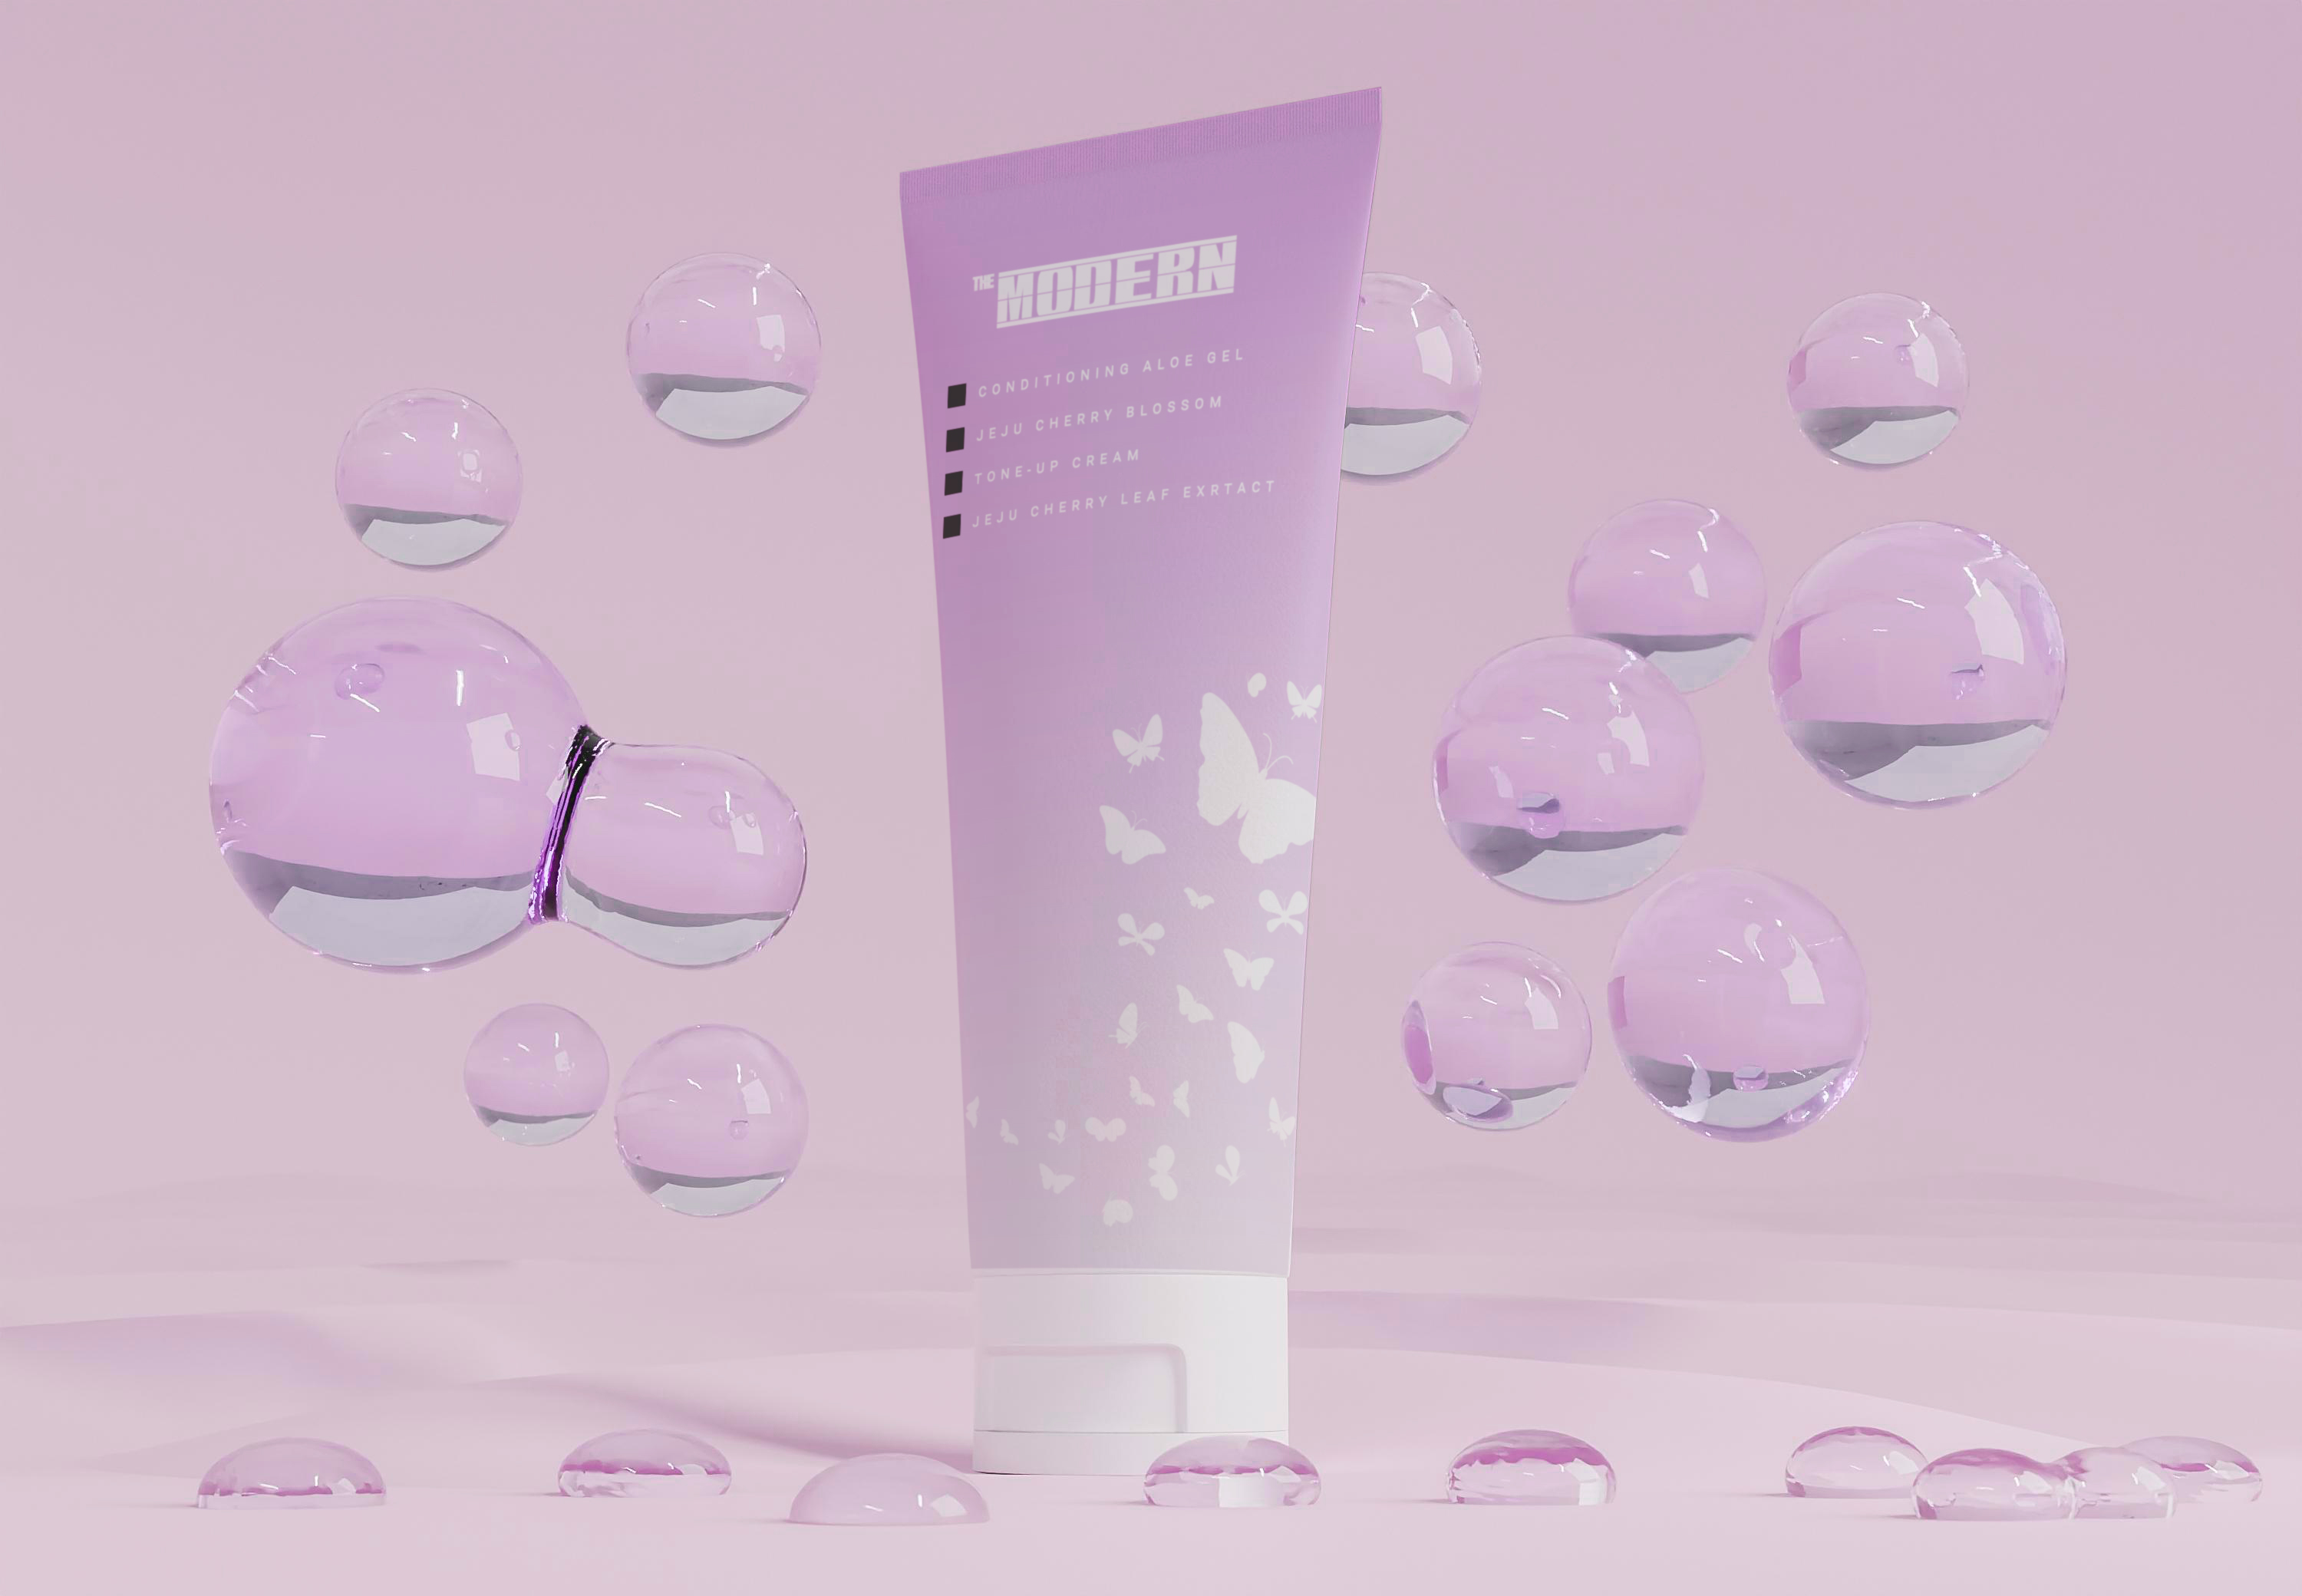 THE MODERN
CONDITIONING ALOE GEL
JEJU CHERRY BLOSSOM
TONE-UP CREAM
JEJU CHERRY LEAF EXRTACT